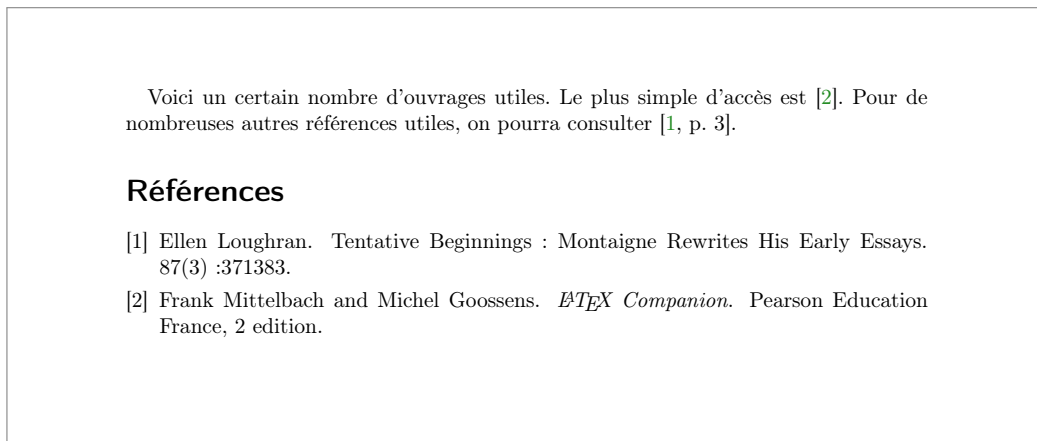 Voici un certain nombre d'ouvrages utiles. Le plus simple d'accès est [2]. Pour de
nombreuses autres références utiles, on pourra consulter [1, p. 3].
Références
[1] Ellen Loughran. Tentative Beginnings : Montaigne Rewrites His Early Essays.
87(3) :371383.
[2] Frank Mittelbach and Michel Goossens. LATEX Companion. Pearson Education
France, 2 edition.